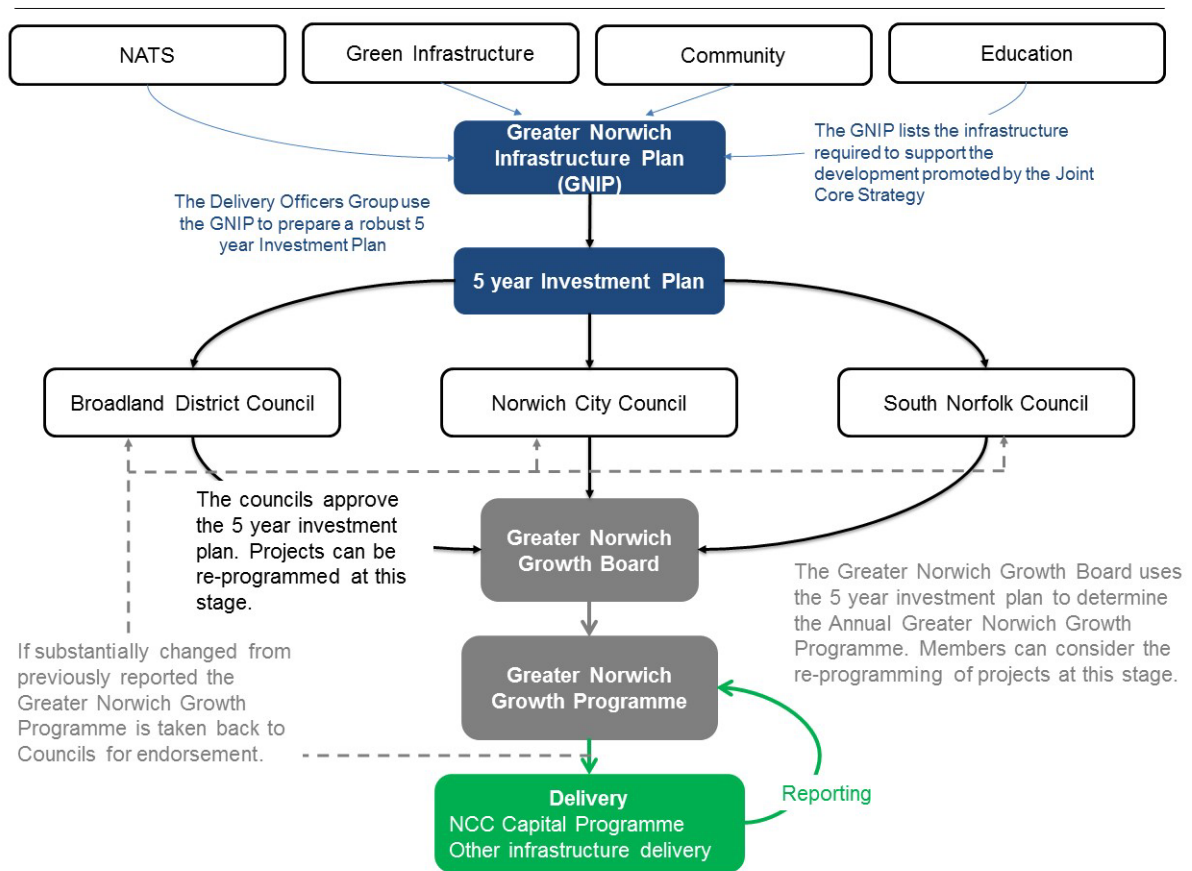 NATS
Green Infrastructure
Community
Education
Greater Norwich
Infrastructure Plan
(GNIP)
The GNIP lists the infrastructure
required to support the
development promoted by the Joint
Core Strategy
The Delivery Officers Group use
the GNIP to prepare a robust 5
year Investment Plan
5 year Investment Plan
Broadland District Council
Norwich City Council
South Norfolk Council
The councils approve
the 5 year investment
plan. Projects can be
re-programmed at this
stage.
Greater Norwich
Growth Board
The Greater Norwich Growth Board uses
the 5 year investment plan to determine
the Annual Greater Norwich Growth
Programme. Members can consider the
re-programming of projects at this stage.
If substantially changed from
previously reported the
Greater Norwich Growth
Programme is taken back to
Councils for endorsement.
Greater Norwich
Growth Programme
Delivery
NCC Capital Programme
Other infrastructure delivery
Reporting